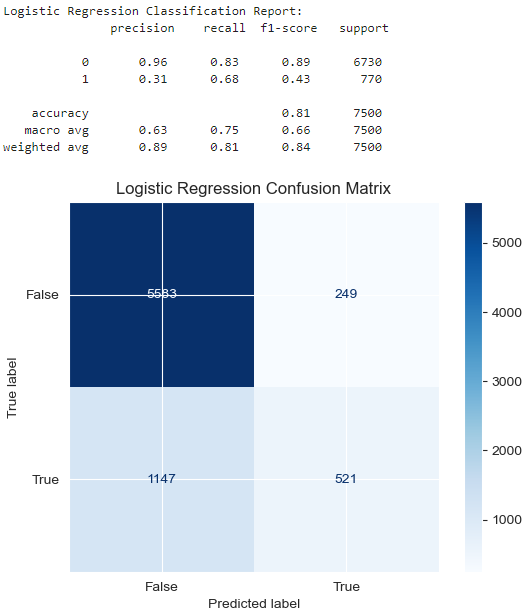 Logistic Regression Classification Report:
precision recall f1-score support
0 0.96 0.83 0.89 6730
1 0.31 0.68 0.43 770
accuracy 0.81 7500
macro avg 0.63 0.75 0.66 7500
weighted avg 0.89 0.81 0.84 7500
Logistic Regression Confusion Matrix
True label
False
5583
249
True
1147
521
False
True
Predicted label
5000
4000
3000
2000
1000